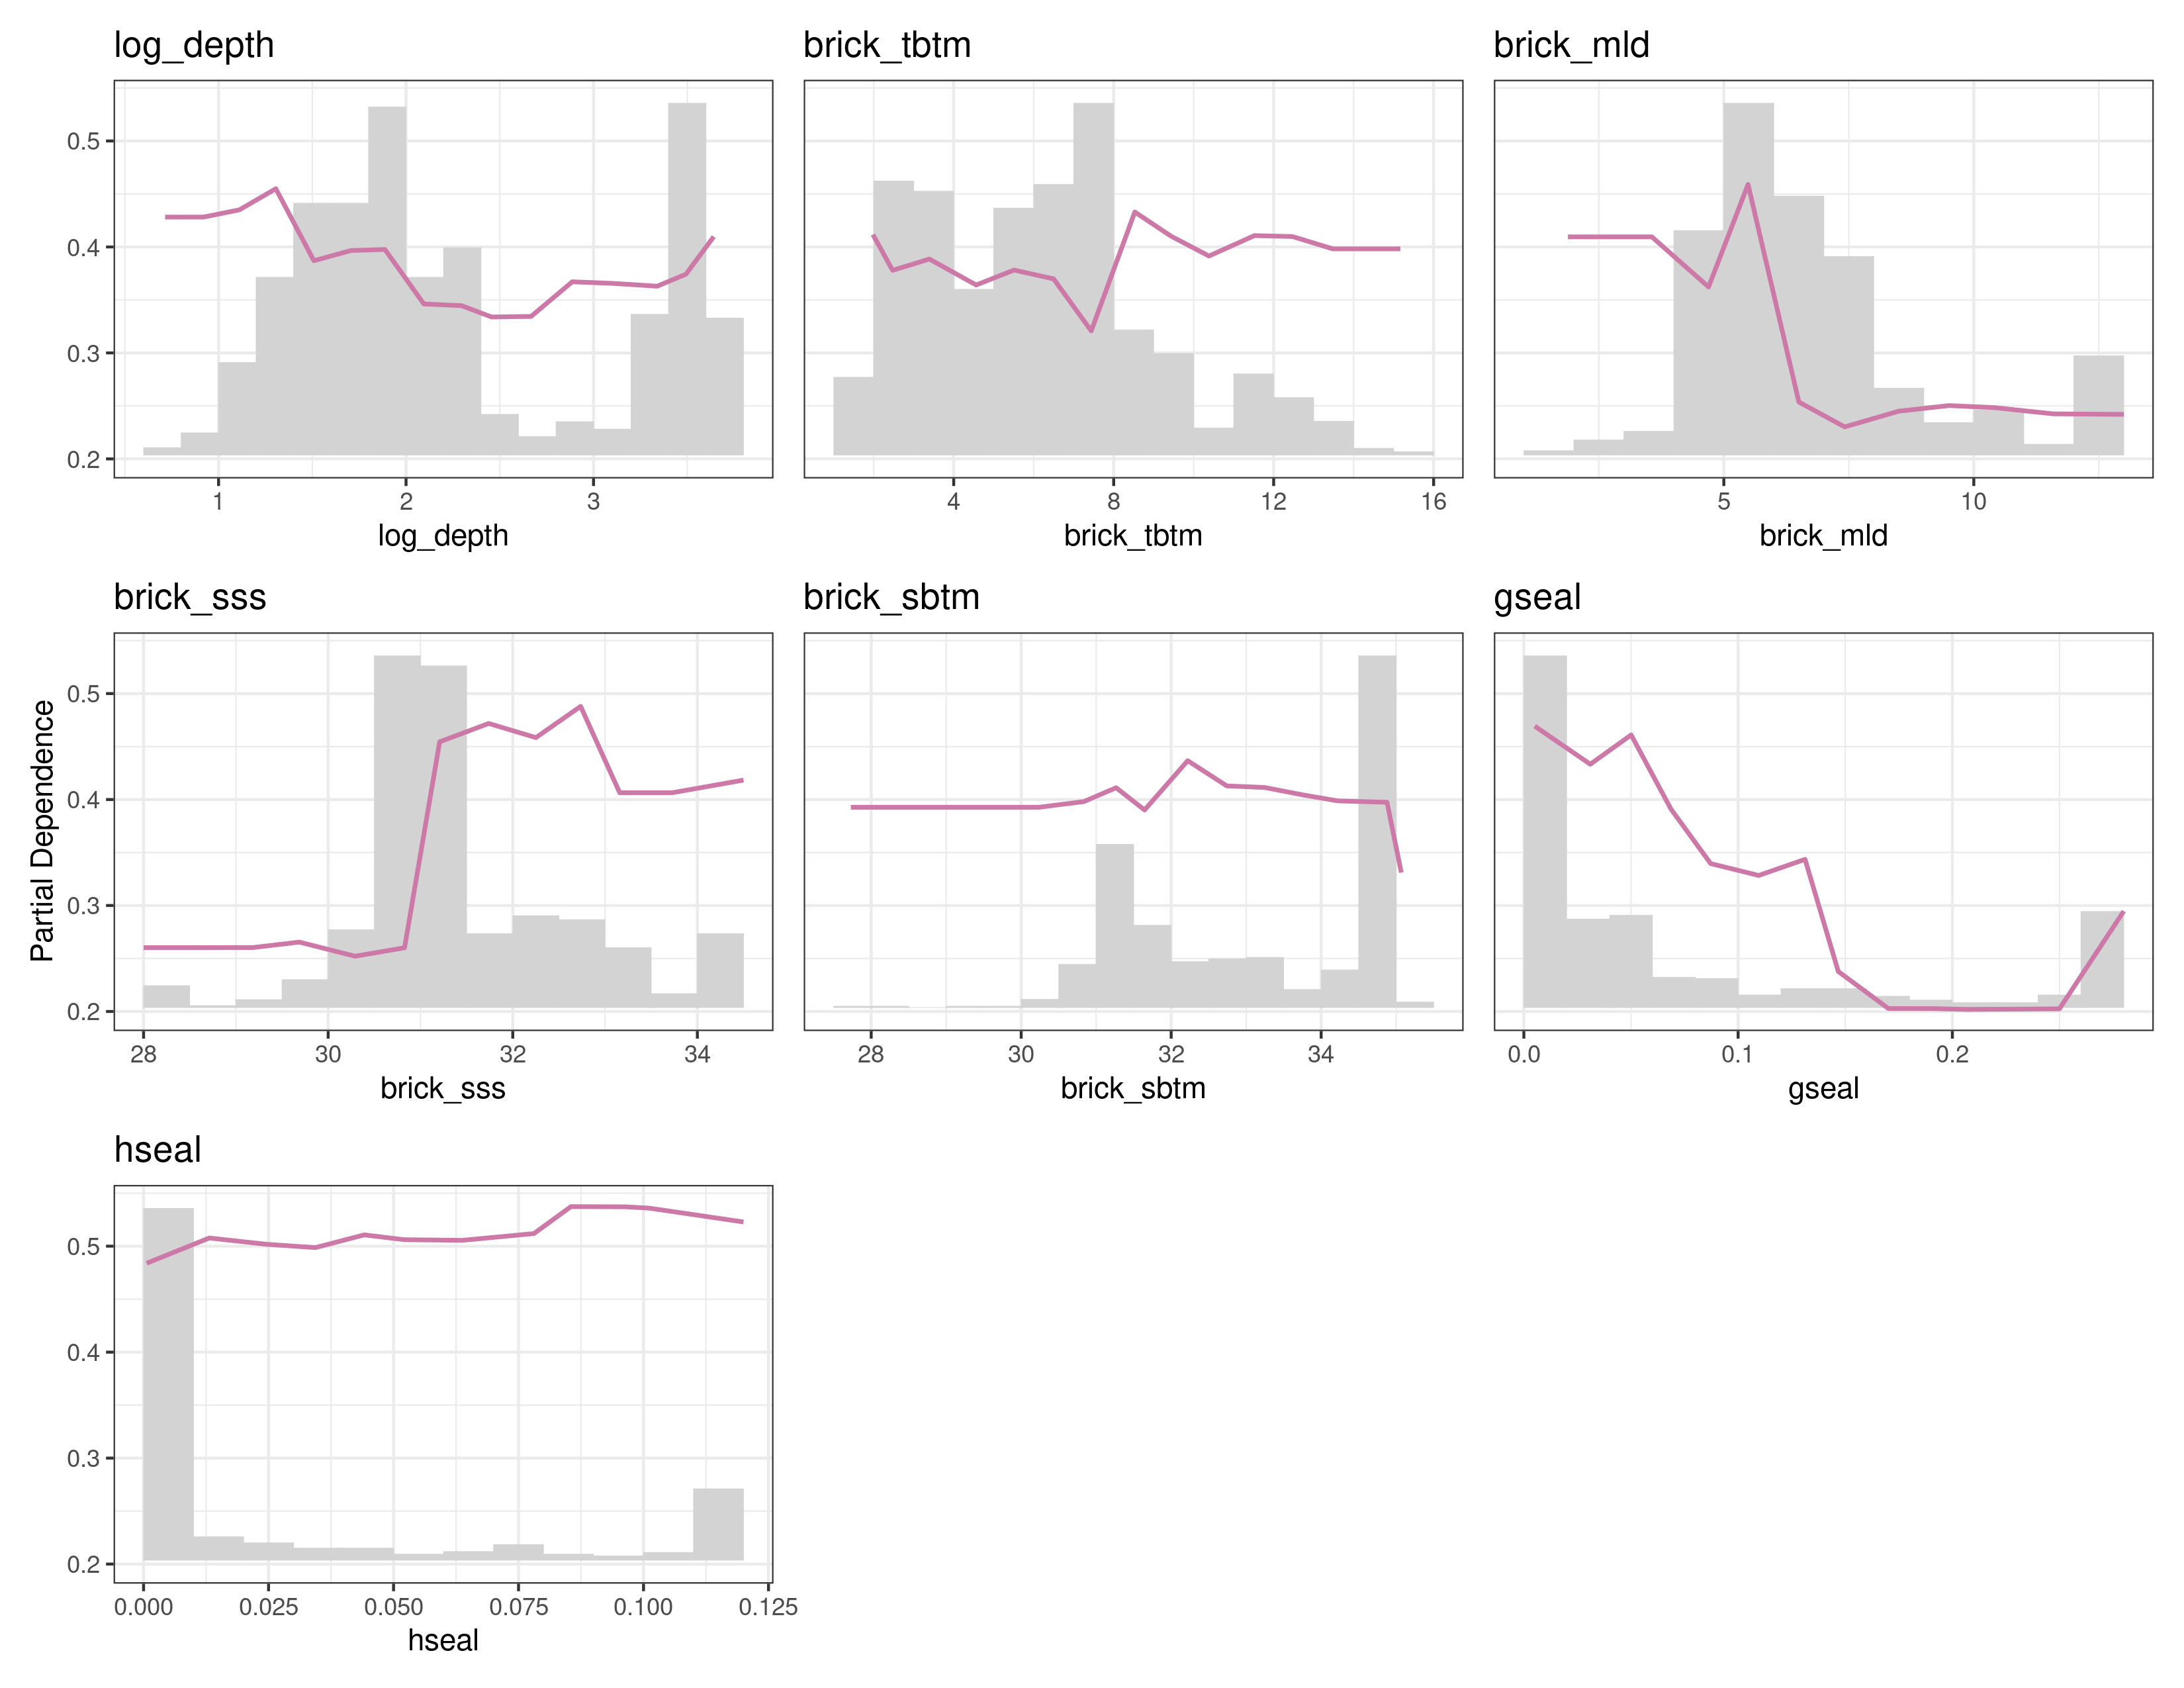 log_depth
brick_tbtm
brick_mld
0.5
0.4
0.3
0.2
1 2 3
4 8 12 16
5 10
log_depth
brick_tbtm
brick_mld
brick_sss
brick_sbtm
gseal
Partial Dependence
0.5
0.4
0.3
0.2
28 30 32 34
28 30 32 34
0.0 0.1 0.2
brick_sss
brick_sbtm
gseal
hseal
0.5
0.4
0.3
0.2
0.000 0.025 0.050 0.075 0.100 0.125
hseal